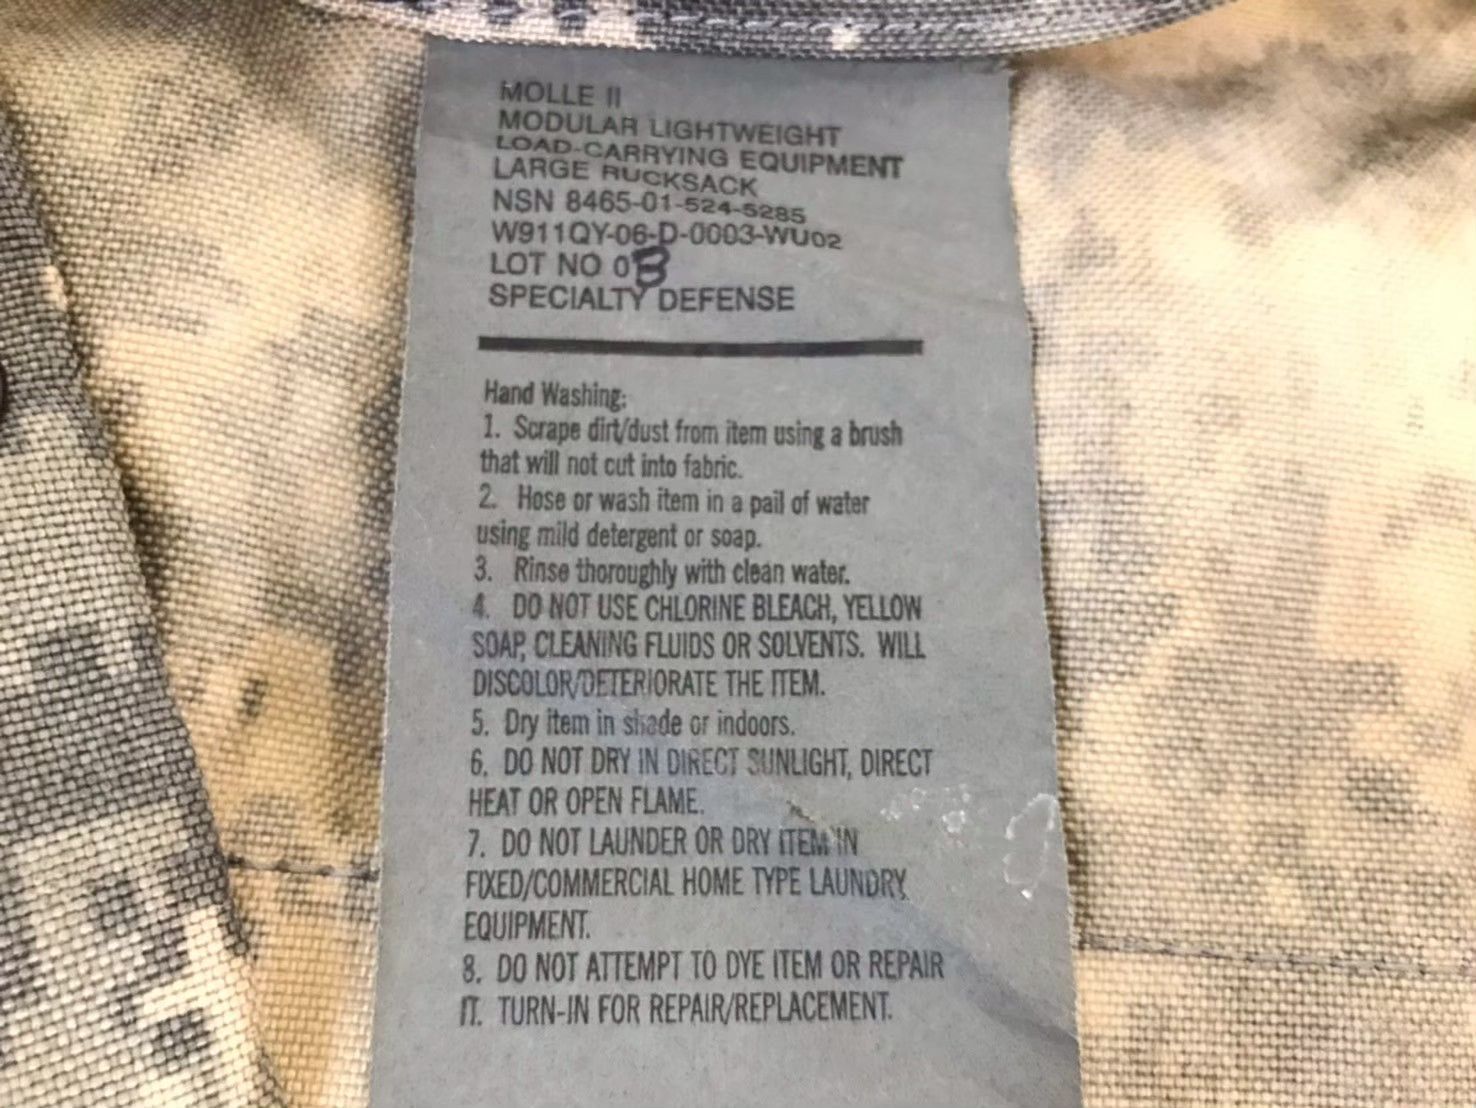 MOLLE II
MODULAR LIGHTWEIGHT
LOAD-CARRYING EQUIPMENT
LARGE RUCKSACK
NSN 8465-01-524-5285
W911QY-06-D-0003-WU02
LOT NO 0B
SPECIALTY DEFENSE
Hand Washing:
1. Scrape dirt/dust from item using a brush
that will not cut into fabric.
2. Hose or wash item in a pail of water
using mild detergent or soap.
3. Rinse thoroughly with clean water.
4. DO NOT USE CHLORINE BLEACH, YELLOW
SOAP, CLEANING FLUIDS OR SOLVENTS. WILL
DISCOLOR/DETERIORATE THE ITEM.
5. Dry item in shade or indoors.
6. DO NOT DRY IN DIRECT SUNLIGHT, DIRECT
HEAT OR OPEN FLAME.
7. DO NOT LAUNDER OR DRY ITEM IN
FIXED/COMMERCIAL HOME TYPE LAUNDRY
EQUIPMENT.
8. DO NOT ATTEMPT TO DYE ITEM OR REPAIR
IT. TURN-IN FOR REPAIR/REPLACEMENT.